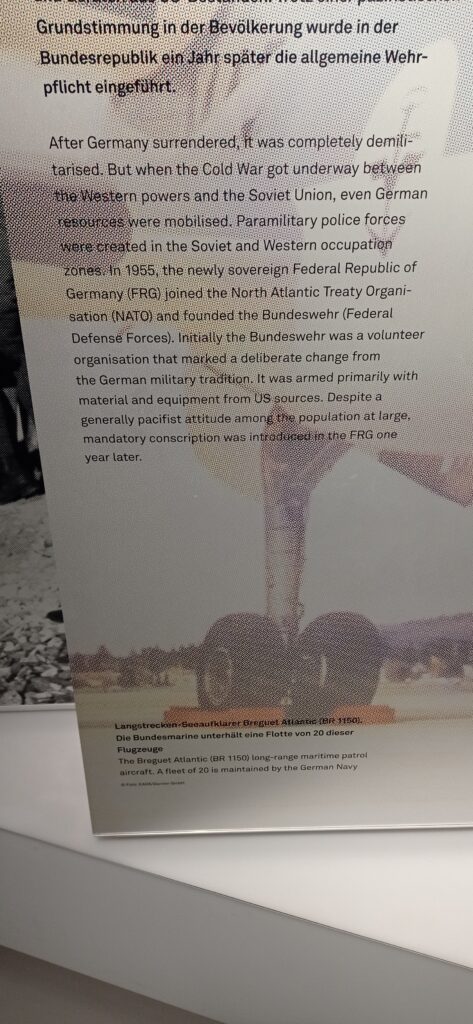 Grundstimmung in der Bevölkerung wurde in der
Bundesrepublik ein Jahr später die allgemeine Wehr-
pflicht eingeführt.
After Germany surrendered, it was completely demili-
tarised. But when the Cold War got underway between
the Western powers and the Soviet Union, even German
resources were mobilised. Paramilitary police forces
were created in the Soviet and Western occupation
zones. In 1955, the newly sovereign Federal Republic of
Germany (FRG) joined the North Atlantic Treaty Organi-
sation (NATO) and founded the Bundeswehr (Federal
Defense Forces). Initially the Bundeswehr was a volunteer
organisation that marked a deliberate change from
the German military tradition. It was armed primarily with
material and equipment from US sources. Despite a
generally pacifist attitude among the population at large,
mandatory conscription was introduced in the FRG one
year later.
Langstrecken-Seeaufklärer Breguet Atlantic (BR 1150).
Die Bundesmarine unterhält eine Flotte von 20 dieser
Flugzeuge
The Breguet Atlantic (BR 1150) long-range maritime patrol
aircraft. A fleet of 20 is maintained by the German Navy